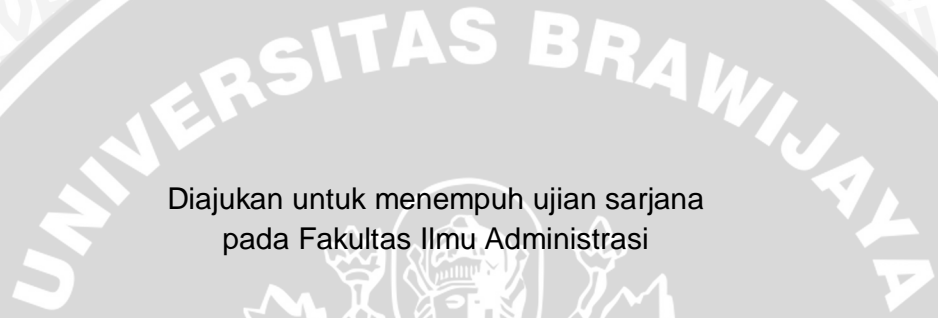 UNIVERSITAS BRAWIJAYA
Diajukan untuk menempuh ujian sarjana
pada Fakultas Ilmu Administrasi